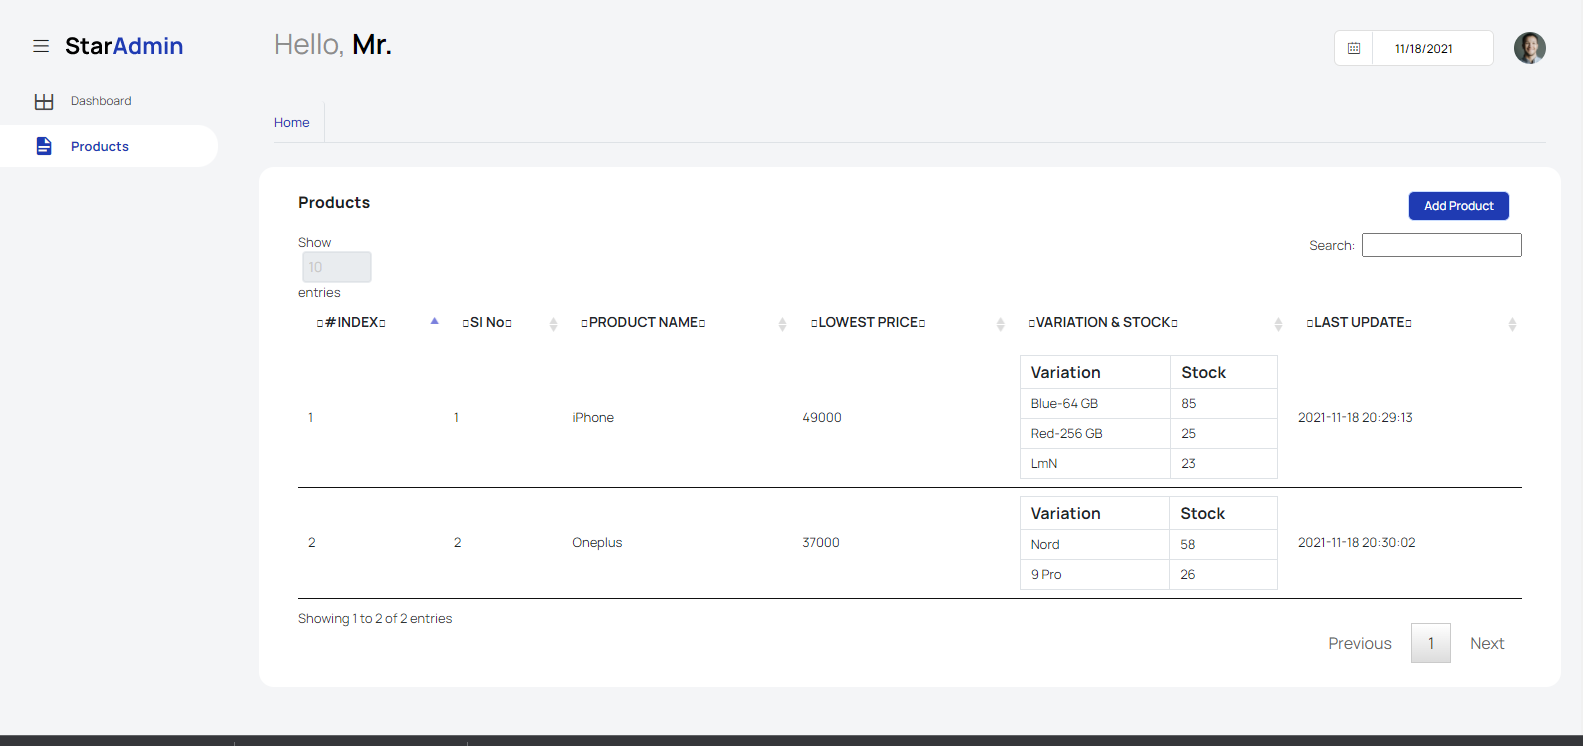 StarAdmin
Hello, Mr.
11/18/2021
Dashboard
Products
Home
Products
Add Product
Show
10
entries
Search:
#INDEX SI No PRODUCT NAME LOWEST PRICE VARIATION & STOCK LAST UPDATE
Variation Stock
Blue-64 GB 85
1 1 iPhone 49000 2021-11-18 20:29:13
Red-256 GB 25
LmN 23
Variation Stock
2 2 Oneplus 37000 Nord 58 2021-11-18 20:30:02
9 Pro 26
Showing 1 to 2 of 2 entries
Previous 1 Next